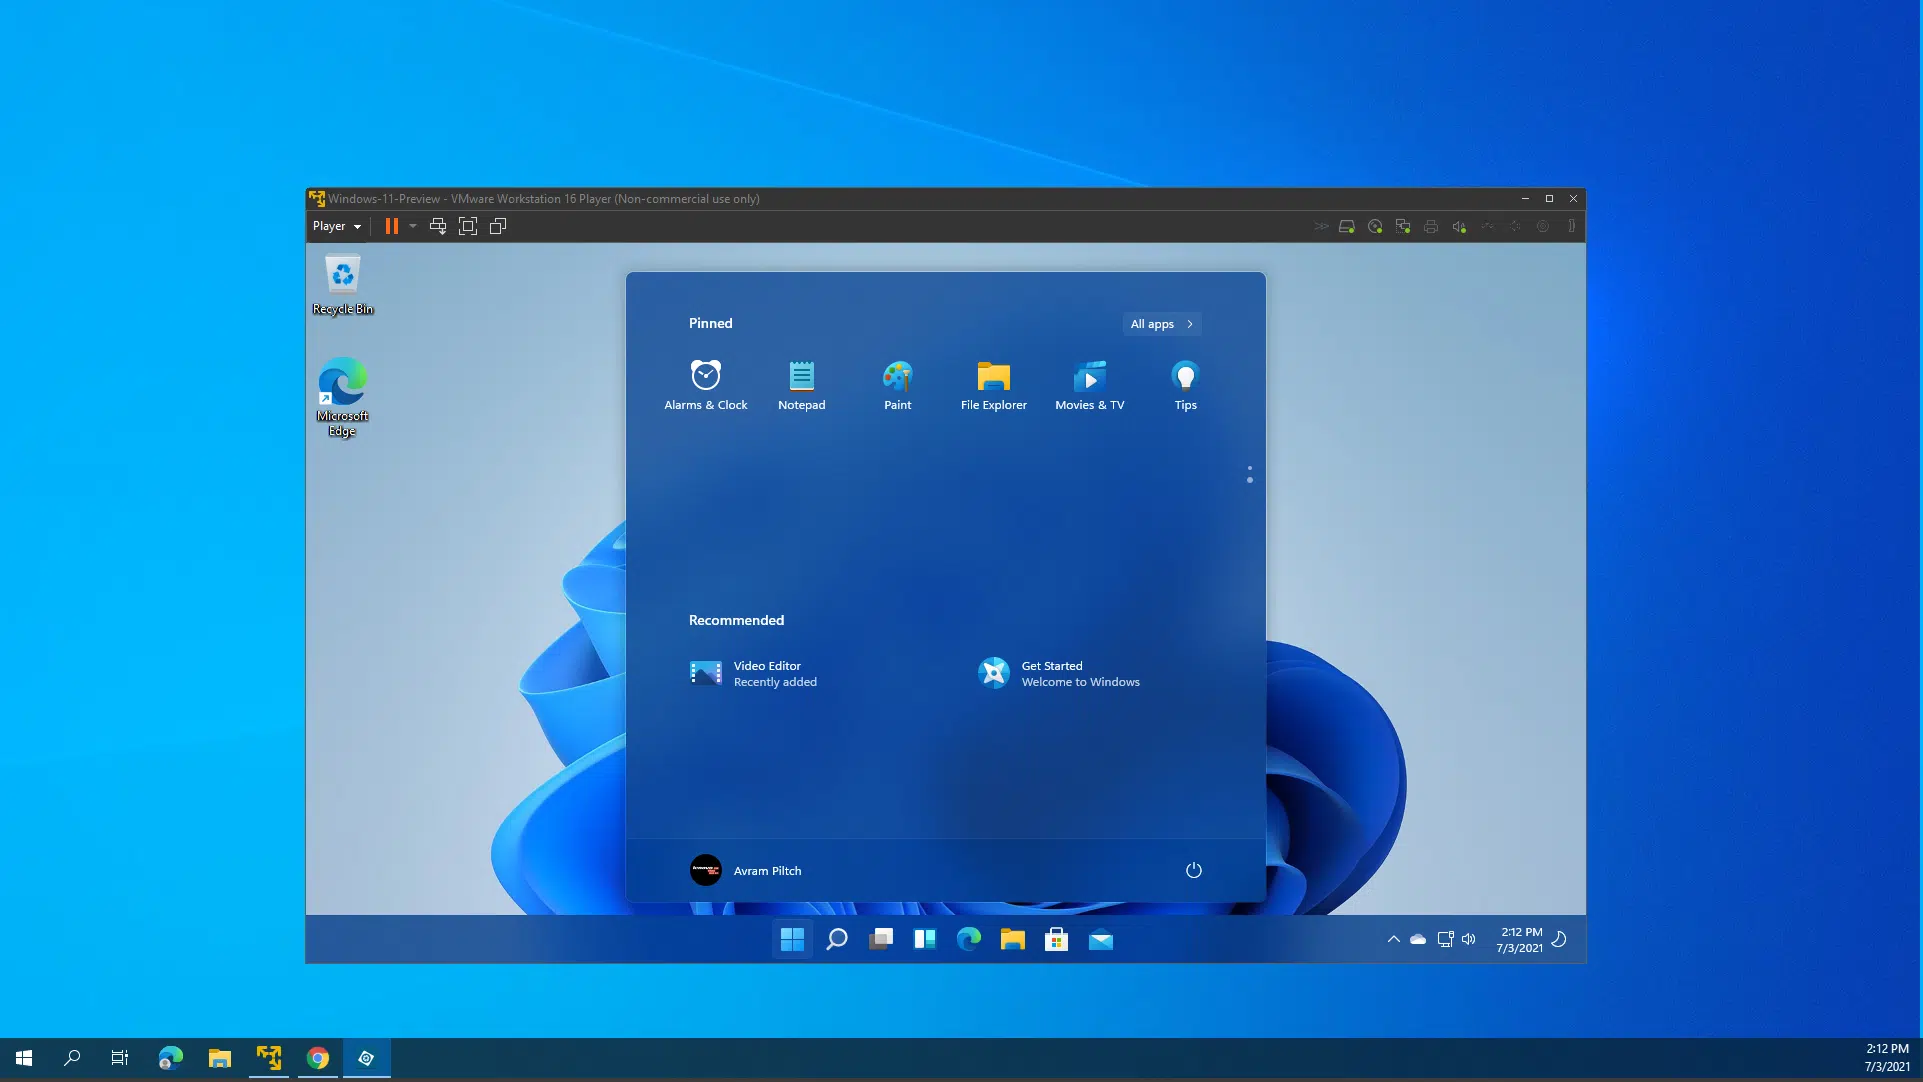 Windows-11-Preview - VMware Workstation 16 Player (Non-commercial use only)
Player
Recycle Bin
Microsoft
Edge
Pinned
All apps
Alarms & Clock
Notepad
Paint
File Explorer
Movies & TV
Tips
Recommended
Video Editor
Recently added
Get Started
Welcome to Windows
Avram Piltch
2:12 PM
7/3/2021
2:12 PM
7/3/2021